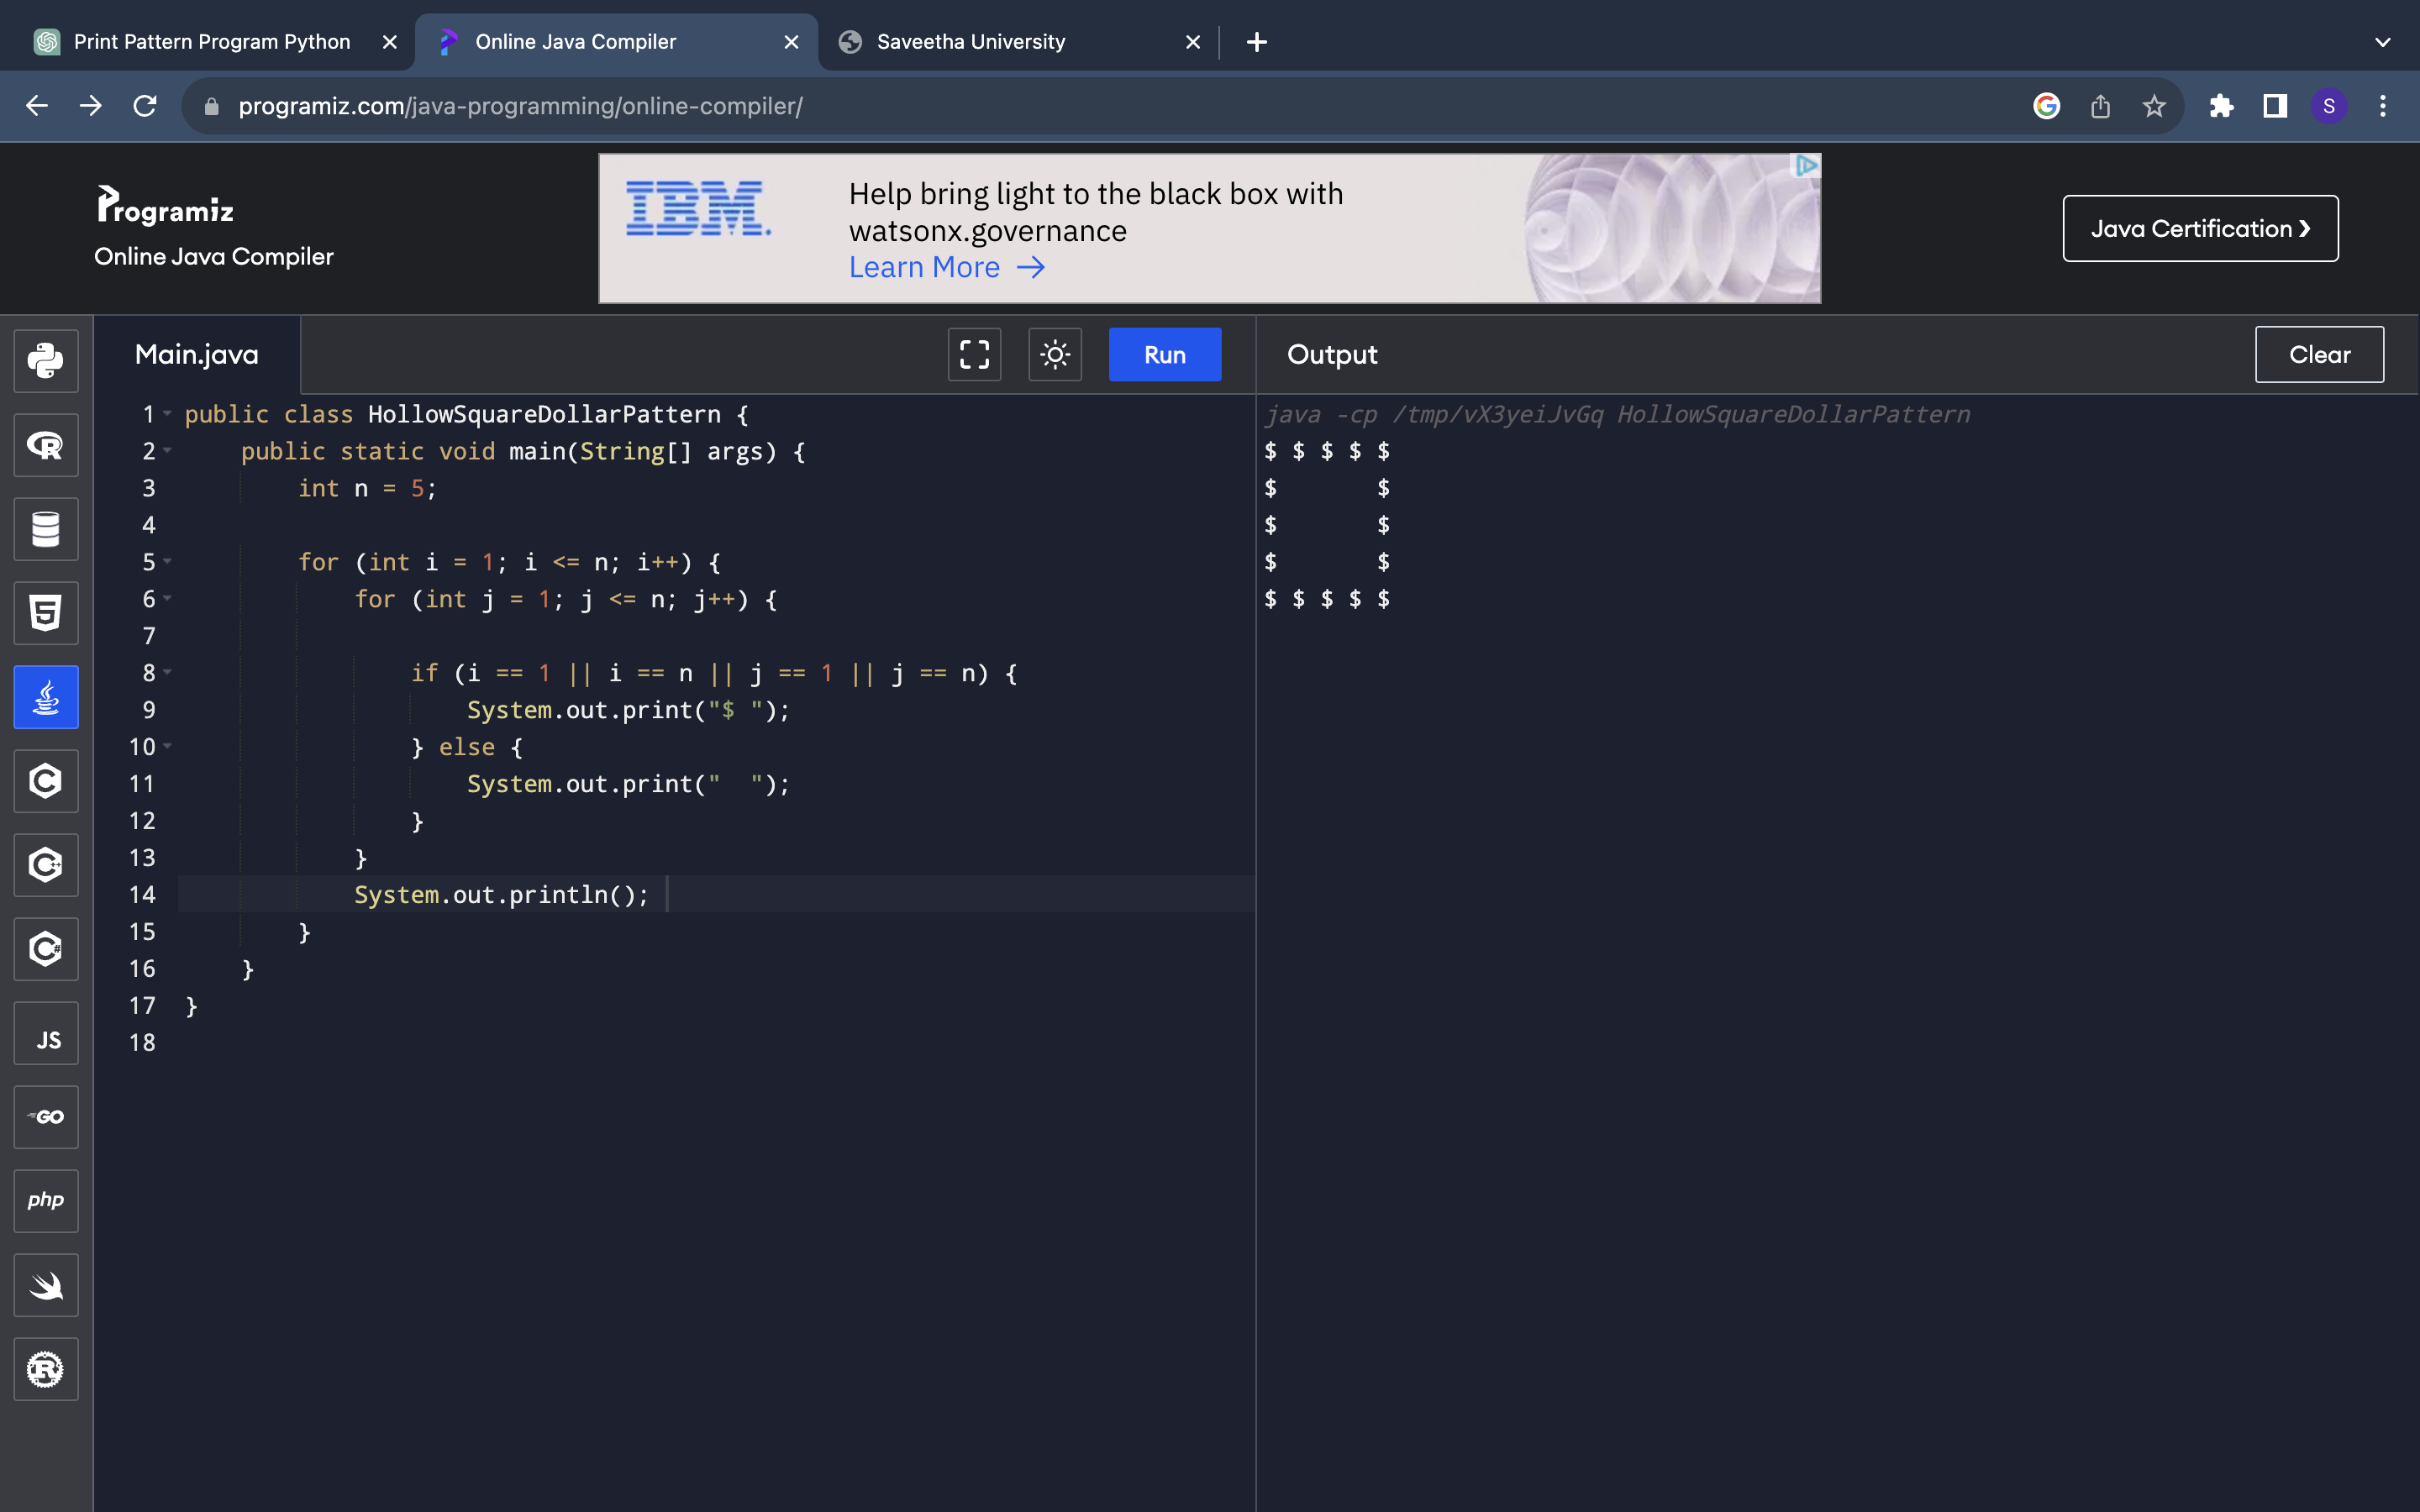 Print Pattern Program Python
Online Java Compiler
Saveetha University
programiz.com/java-programming/online-compiler/
S
Programiz
Online Java Compiler
IBM.
Help bring light to the black box with
watsonx.governance
Learn More →
Java Certification ❯
Main.java
Run
Output
Clear
R
5
C
C++
C#
JS
GO
php
R
1 public class HollowSquareDollarPattern {
2     public static void main(String[] args) {
3         int n = 5;
4
5         for (int i = 1; i <= n; i++) {
6             for (int j = 1; j <= n; j++) {
7
8                 if (i == 1 || i == n || j == 1 || j == n) {
9                     System.out.print("$ ");
10                 } else {
11                     System.out.print("  ");
12                 }
13             }
14             System.out.println();
15         }
16     }
17 }
18
java -cp /tmp/vX3yeiJvGq HollowSquareDollarPattern
$ $ $ $ $
$       $
$       $
$       $
$ $ $ $ $